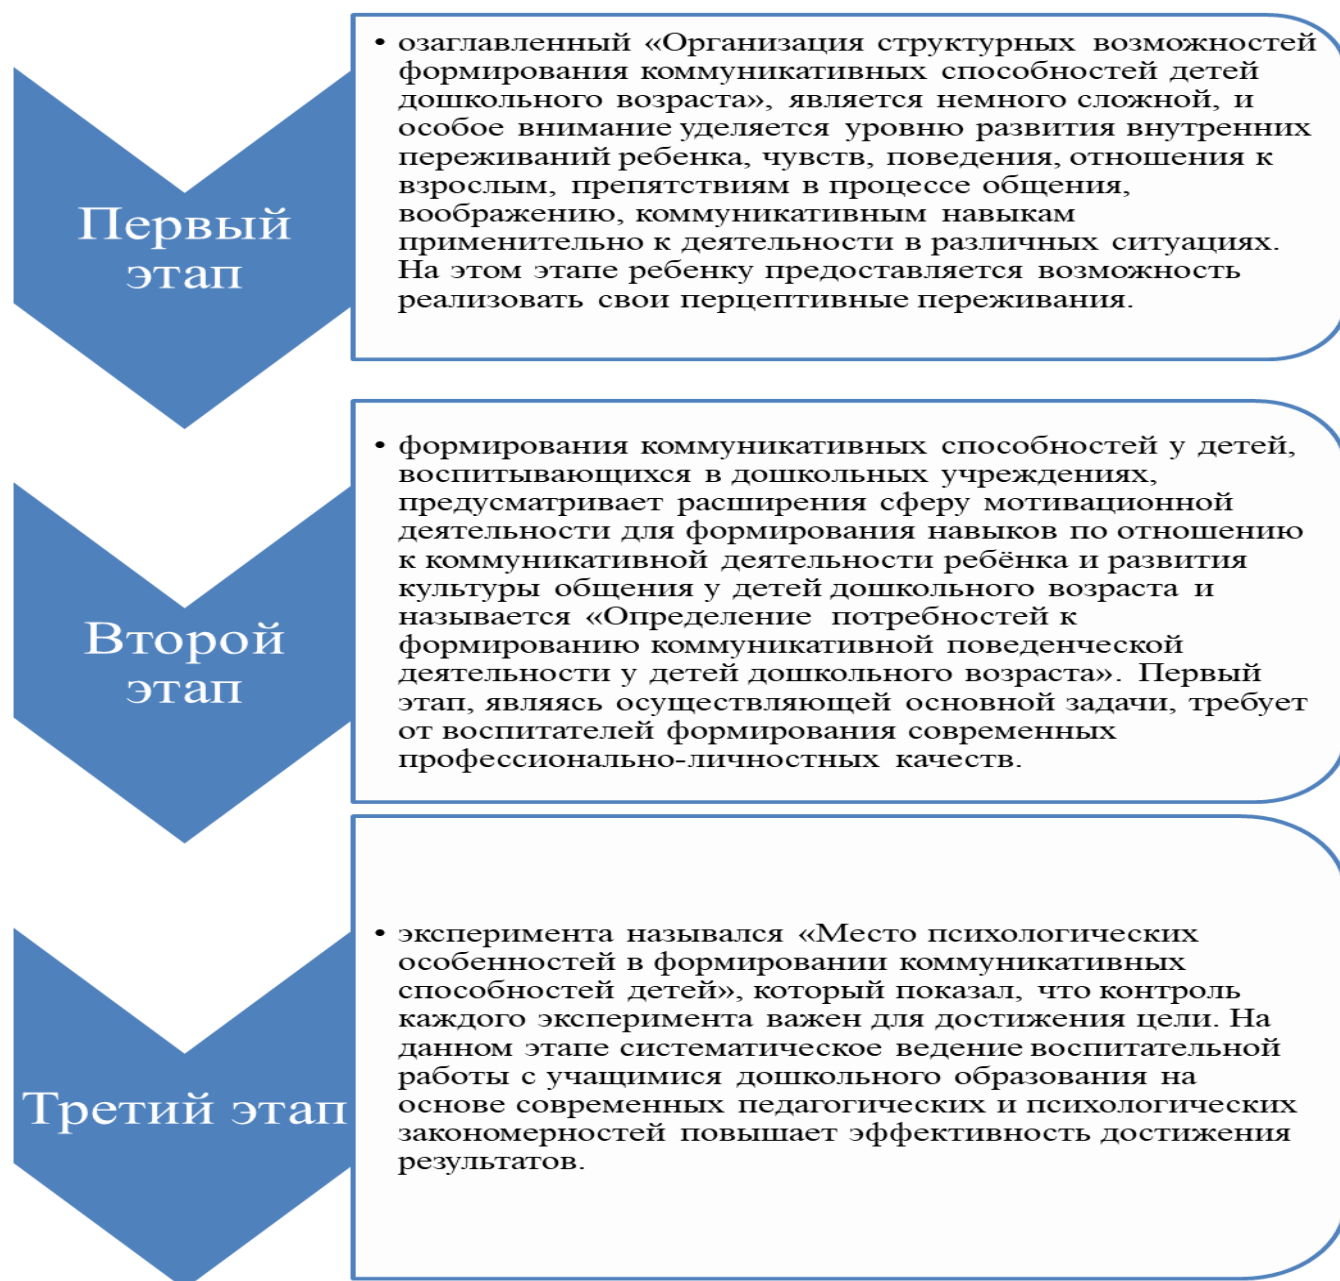 Первый
этап
• озаглавленный «Организация структурных возможностей
формирования коммуникативных способностей детей
дошкольного возраста», является немного сложной, и
особое внимание уделяется уровню развития внутренних
переживаний ребенка, чувств, поведения, отношения к
взрослым, препятствиям в процессе общения,
воображению, коммуникативным навыкам
применительно к деятельности в различных ситуациях.
На этом этапе ребенку предоставляется возможность
реализовать свои перцептивные переживания.
Второй
этап
• формирования коммуникативных способностей у детей,
воспитывающихся в дошкольных учреждениях,
предусматривает расширения сферу мотивационной
деятельности для формирования навыков по отношению
к коммуникативной деятельности ребёнка и развития
культуры общения у детей дошкольного возраста и
называется «Определение потребностей к
формированию коммуникативной поведенческой
деятельности у детей дошкольного возраста». Первый
этап, являясь осуществляющей основной задачи, требует
от воспитателей формирования современных
профессионально-личностных качеств.
Третий этап
• эксперимента назывался «Место психологических
особенностей в формировании коммуникативных
способностей детей», который показал, что контроль
каждого эксперимента важен для достижения цели. На
данном этапе систематическое ведение воспитательной
работы с учащимися дошкольного образования на
основе современных педагогических и психологических
закономерностей повышает эффективность достижения
результатов.